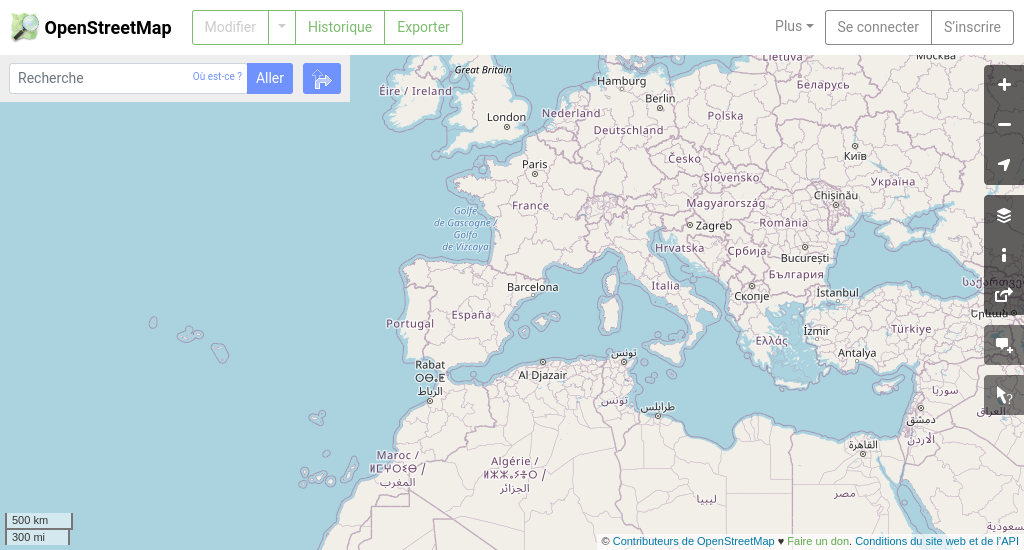 OpenStreetMap
Modifier
Historique
Exporter
Plus
Se connecter
S'inscrire
Recherche
Où est-ce ?
Aller
Great Britain
Éire / Ireland
Hamburg
Lietuva
Москва
Беларусь
Berlin
Nederland
London
Polska
Deutschland
Paris
Česko
Київ
Slovensko
Україна
Chișinău
France
Magyarország
Golfe
de Gascogne /
Golfo
de Vizcaya
Zagreb
România
Hrvatska
Србија
București
България
Barcelona
Italia
Скопје
İstanbul
Portugal
España
Ελλάς
İzmir
Türkiye
Երևան
Antalya
تونس
Rabat
ⵔⴱⴰⵟ
الرباط
Al Djazair
تونس
طرابلس
سوريا
دمشق
العراق
الأردن
القاهرة
Maroc /
ⵍⵎⵖⵔⵉⴱ /
المغرب
Algérie /
ⵍⵣⵣⴰⵢⴻⵔ /
الجزائر
ليبيا
مصر
500 km
300 mi
© Contributeurs de OpenStreetMap ♥ Faire un don. Conditions du site web et de l'API